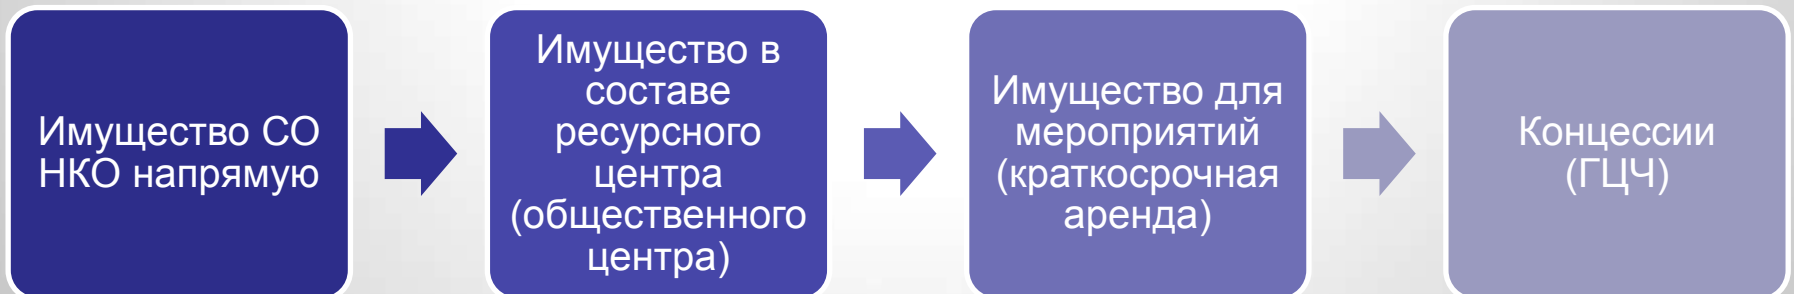 Имущество СО
НКО напрямую
Имущество в
составе
ресурсного
центра
(общественного
центра)
Имущество для
мероприятий
(краткосрочная
аренда)
Концессии
(ГЦЧ)